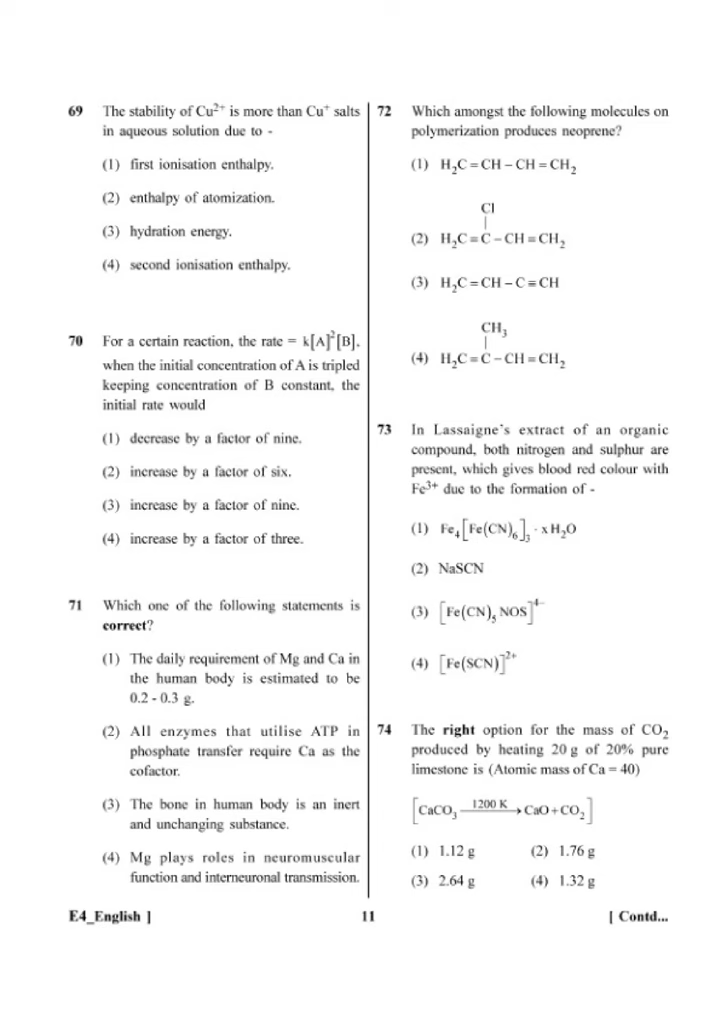 69 The stability of Cu²⁺ is more than Cu⁺ salts
in aqueous solution due to -
(1) first ionisation enthalpy.
(2) enthalpy of atomization.
(3) hydration energy.
(4) second ionisation enthalpy.
70 For a certain reaction, the rate = k[A]²[B],
when the initial concentration of A is tripled
keeping concentration of B constant, the
initial rate would
(1) decrease by a factor of nine.
(2) increase by a factor of six.
(3) increase by a factor of nine.
(4) increase by a factor of three.
71 Which one of the following statements is
correct?
(1) The daily requirement of Mg and Ca in
the human body is estimated to be
0.2 - 0.3 g.
(2) All enzymes that utilise ATP in
phosphate transfer require Ca as the
cofactor.
(3) The bone in human body is an inert
and unchanging substance.
(4) Mg plays roles in neuromuscular
function and interneuronal transmission.
72 Which amongst the following molecules on
polymerization produces neoprene?
(1) H₂C = CH – CH = CH₂
Cl
|
(2) H₂C = C – CH = CH₂
(3) H₂C = CH – C ≡ CH
CH₃
|
(4) H₂C = C – CH = CH₂
73 In Lassaigne's extract of an organic
compound, both nitrogen and sulphur are
present, which gives blood red colour with
Fe³⁺ due to the formation of -
(1) Fe₄[Fe(CN)₆]₃ · xH₂O
(2) NaSCN
(3) [Fe(CN)₅ NOS]⁴⁻
(4) [Fe(SCN)]²⁺
74 The right option for the mass of CO₂
produced by heating 20 g of 20% pure
limestone is (Atomic mass of Ca = 40)
[CaCO₃ —1200 K→ CaO + CO₂]
(1) 1.12 g (2) 1.76 g
(3) 2.64 g (4) 1.32 g
E4_English ] 11 [ Contd...